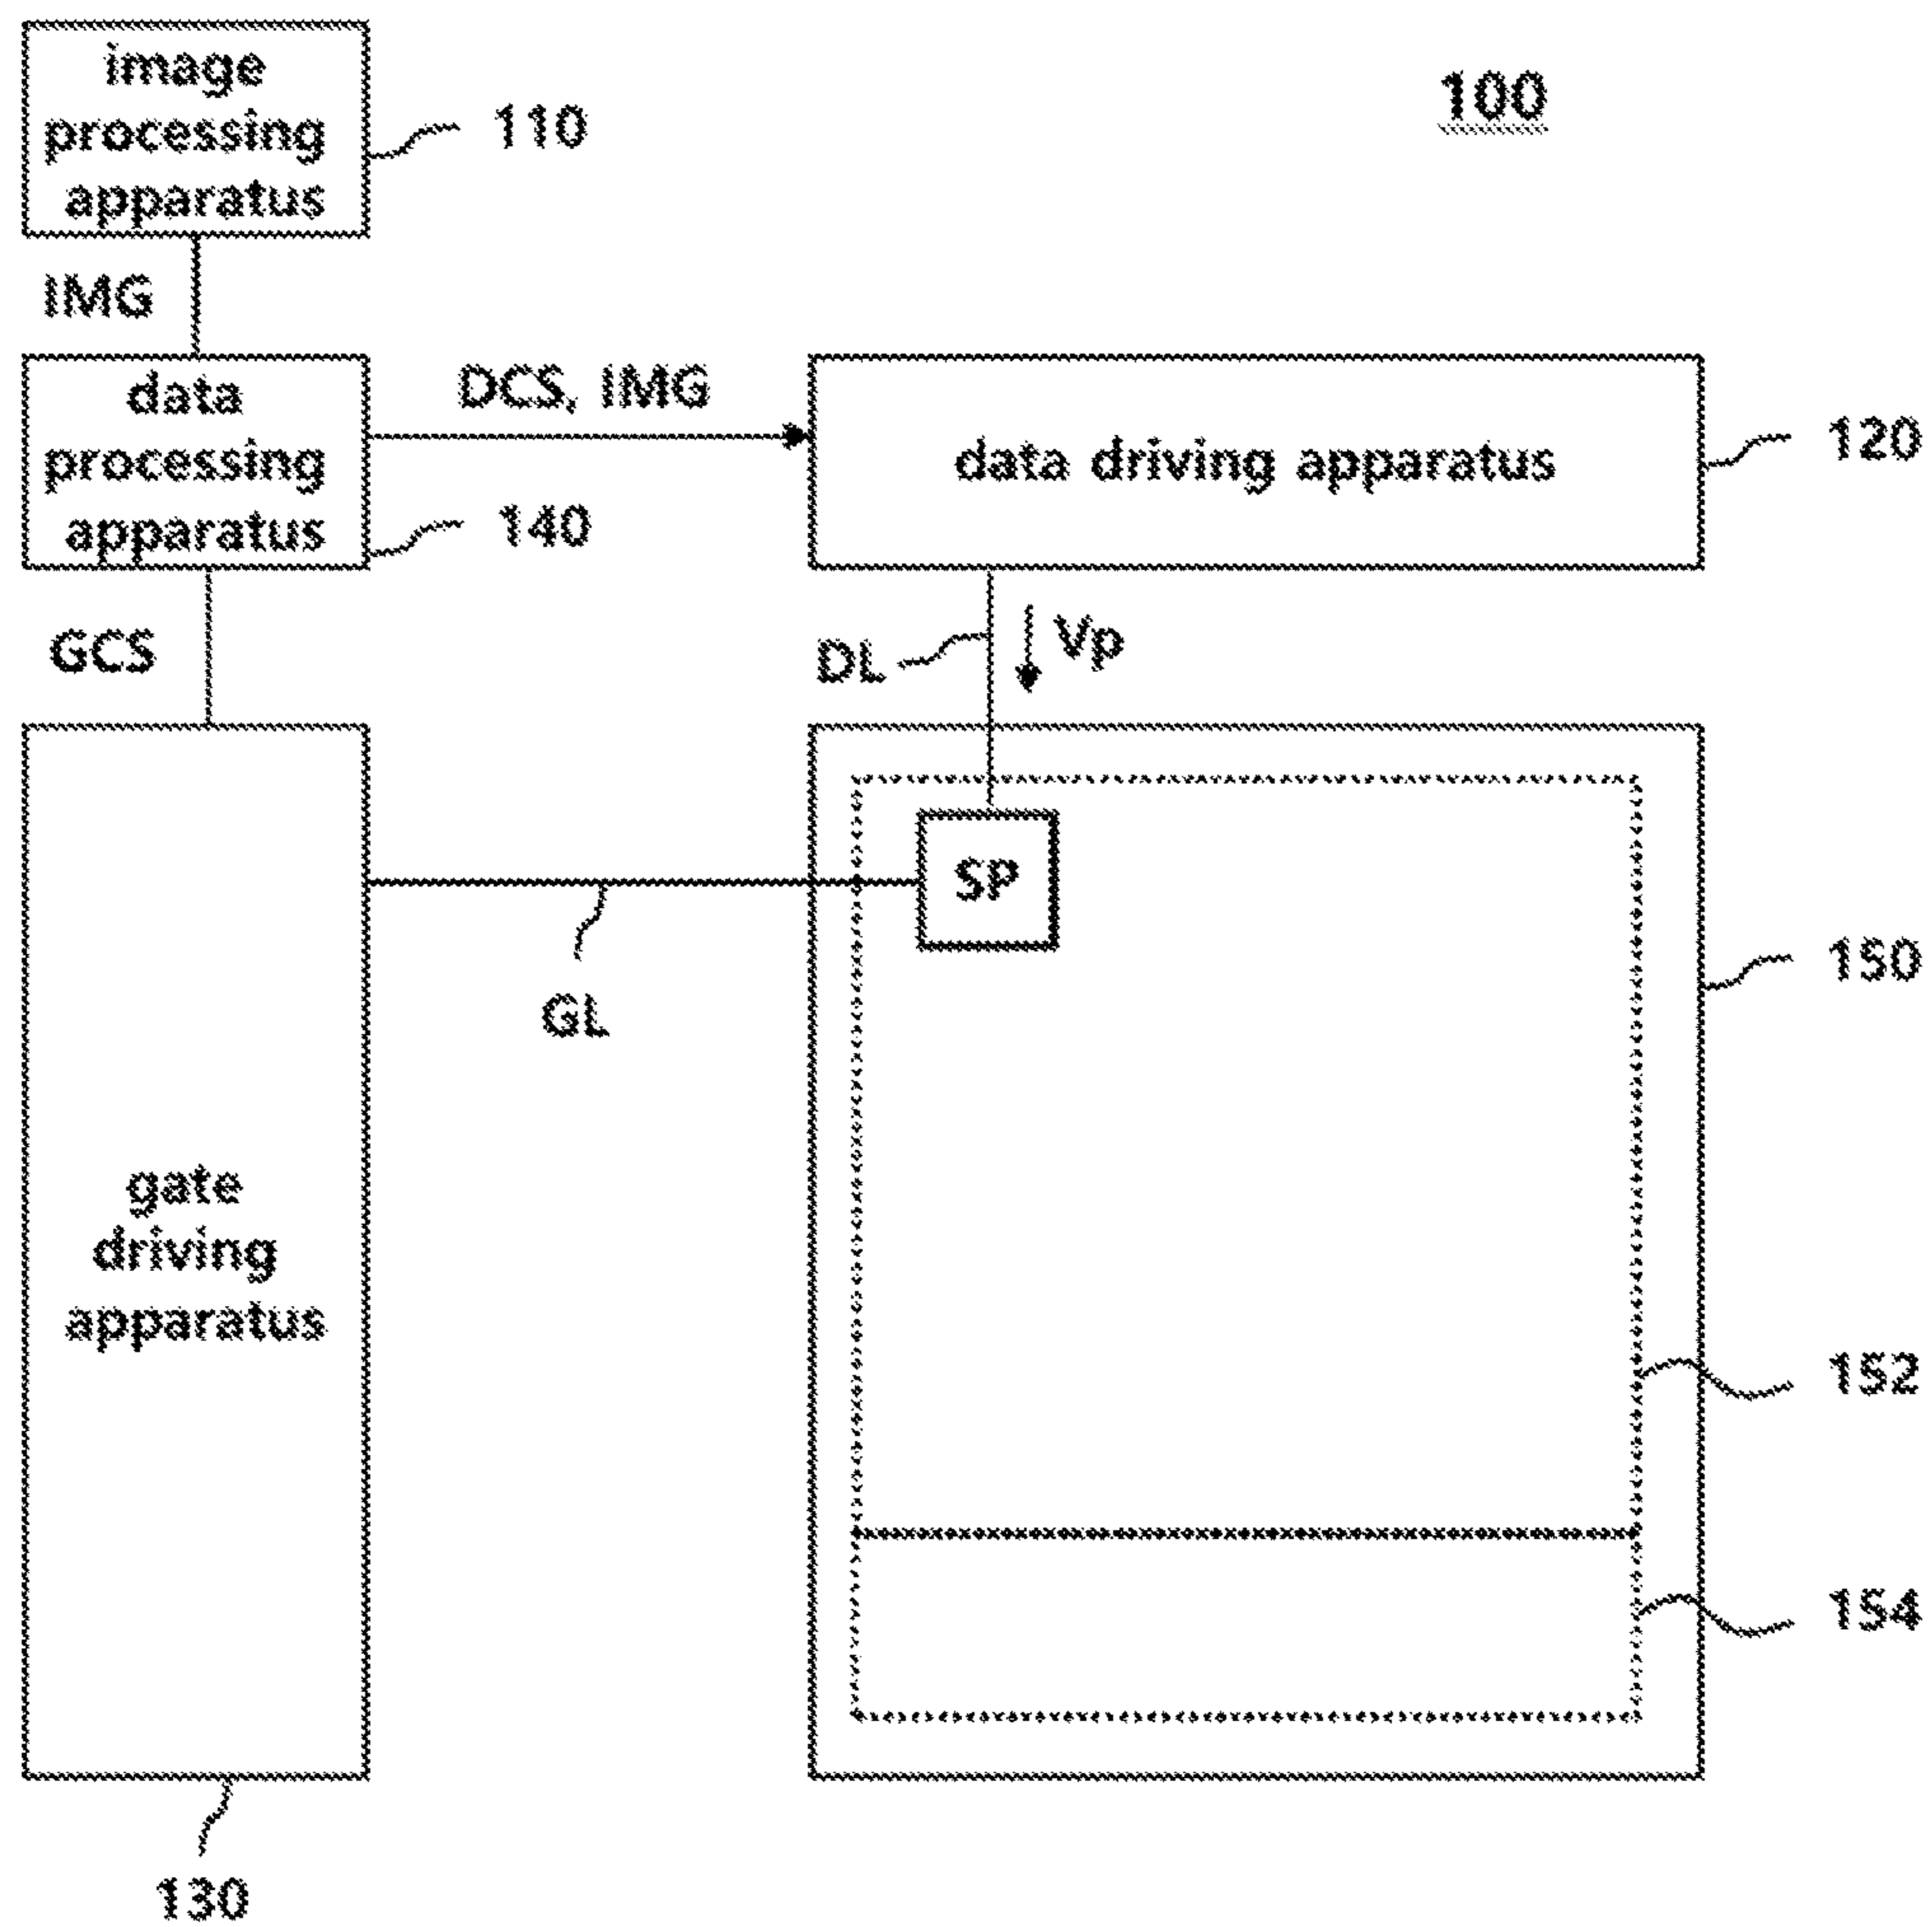 image
processing
apparatus
110
100
IMG
data
processing
apparatus
140
DCS, IMG
data driving apparatus
120
GCS
DL
Vp
SP
GL
150
gate
driving
apparatus
152
154
130